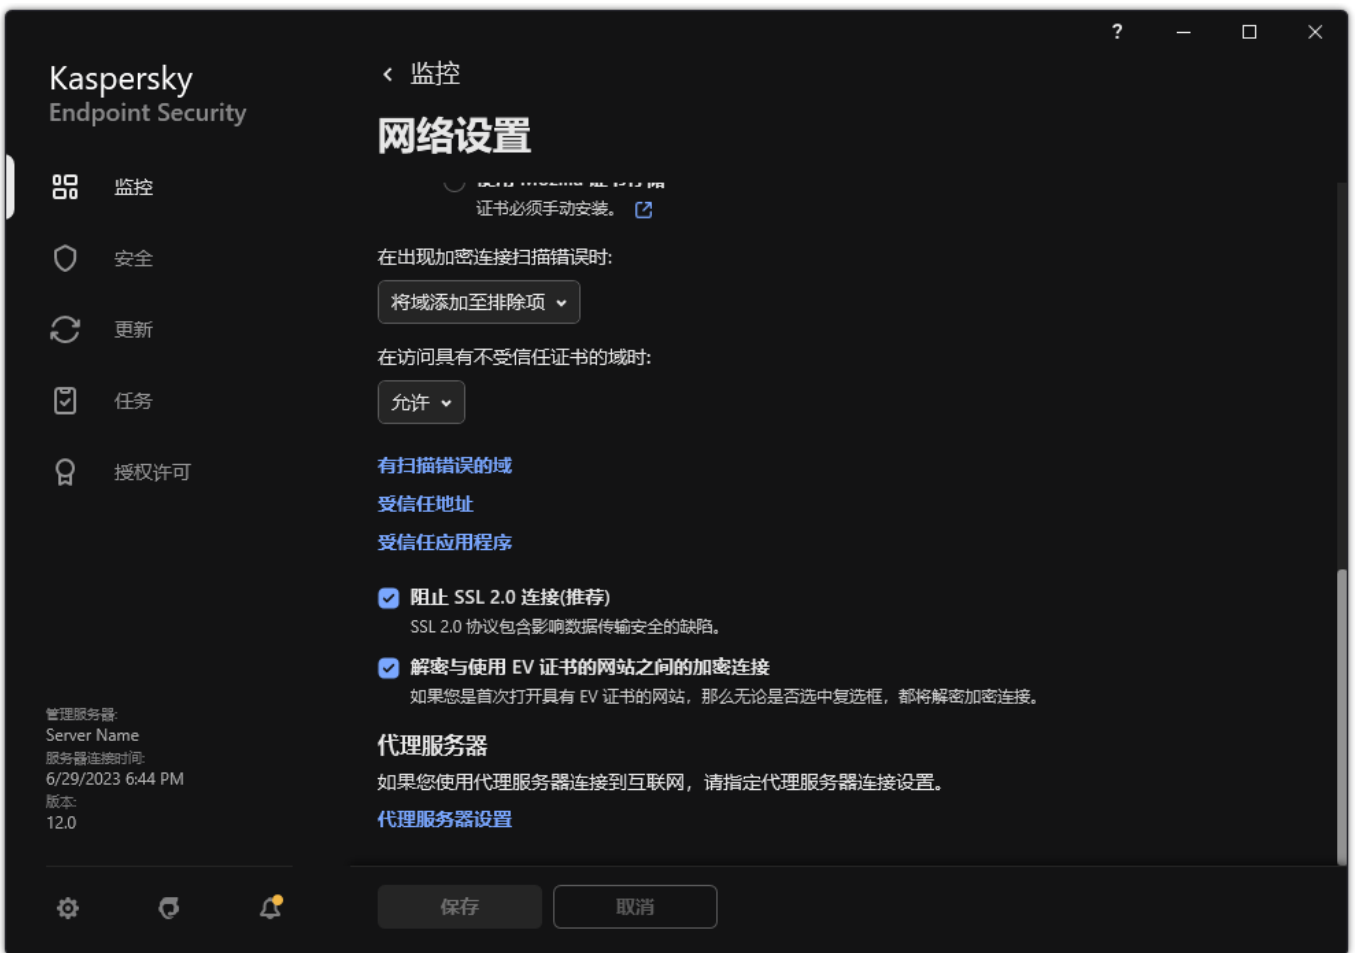 ?
Kaspersky
Endpoint Security
监控
安全
更新
任务
授权许可
管理服务器:
Server Name
服务器连接时间:
6/29/2023 6:44 PM
版本:
12.0
监控
网络设置
使用 Mozilla 证书存储
证书必须手动安装。
在出现加密连接扫描错误时:
将域添加至排除项
在访问具有不受信任证书的域时:
允许
有扫描错误的域
受信任地址
受信任应用程序
阻止 SSL 2.0 连接(推荐)
SSL 2.0 协议包含影响数据传输安全的缺陷。
解密与使用 EV 证书的网站之间的加密连接
如果您是首次打开具有 EV 证书的网站，那么无论是否选中复选框，都将解密加密连接。
代理服务器
如果您使用代理服务器连接到互联网，请指定代理服务器连接设置。
代理服务器设置
保存
取消